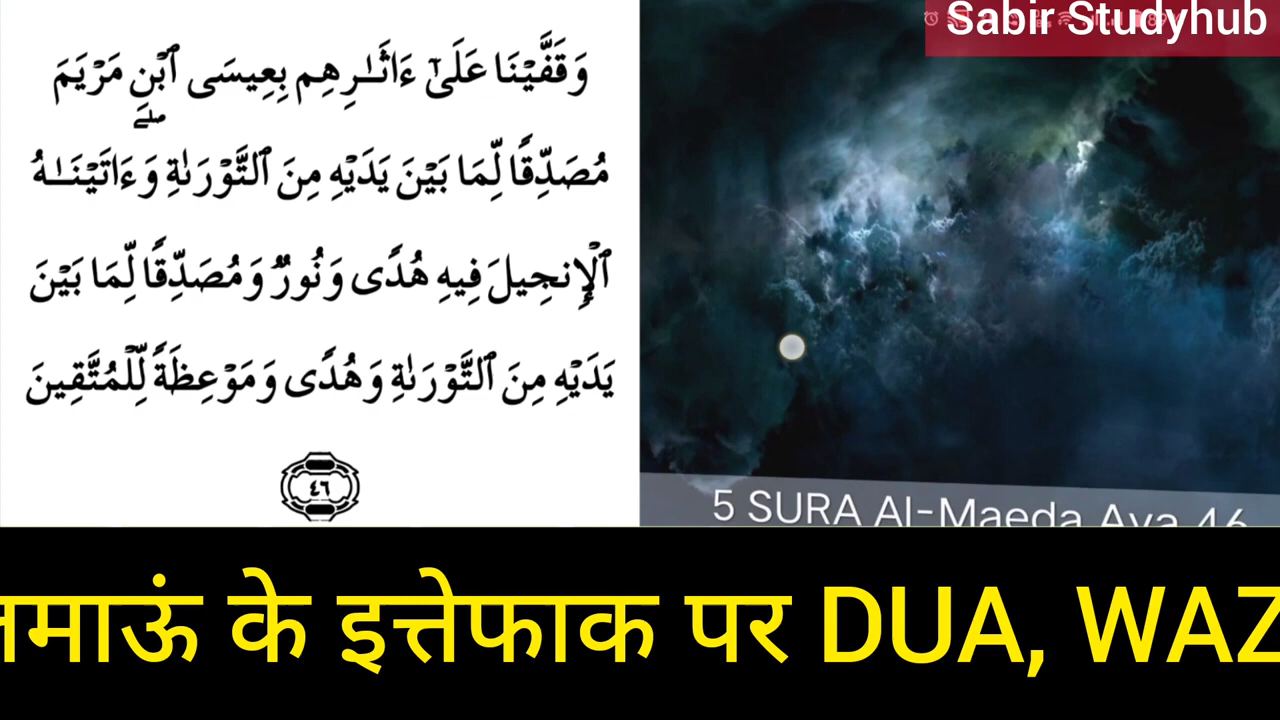 Sabir Studyhub
وَقَفَّيْنَا عَلَىٰٓ ءَاثَـٰرِهِم بِعِيسَى ٱبْنِ مَرْيَمَ
مُصَدِّقًا لِّمَا بَيْنَ يَدَيْهِ مِنَ ٱلتَّوْرَىٰةِ ۖ وَءَاتَيْنَـٰهُ
ٱلْإِنجِيلَ فِيهِ هُدًى وَنُورٌ وَمُصَدِّقًا لِّمَا بَيْنَ
يَدَيْهِ مِنَ ٱلتَّوْرَىٰةِ وَهُدًى وَمَوْعِظَةً لِّلْمُتَّقِينَ
٤٦
5 SURA Al-Maeda Aya 46
के इत्तेफाक पर DUA,